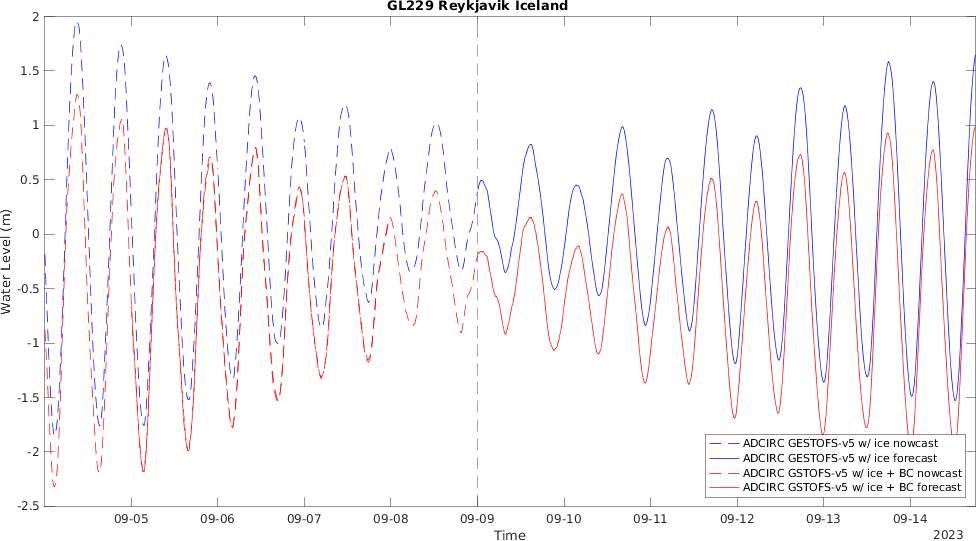 GL229 Reykjavik Iceland
2
1.5
1
0.5
0
-0.5
-1
-1.5
-2
-2.5
Water Level (m)
ADCIRC GESTOFS-v5 w/ ice nowcast
ADCIRC GESTOFS-v5 w/ ice forecast
ADCIRC GSTOFS-v5 w/ ice + BC nowcast
ADCIRC GSTOFS-v5 w/ ice + BC forecast
09-05 09-06 09-07 09-08 09-09 09-10 09-11 09-12 09-13 09-14
Time
2023